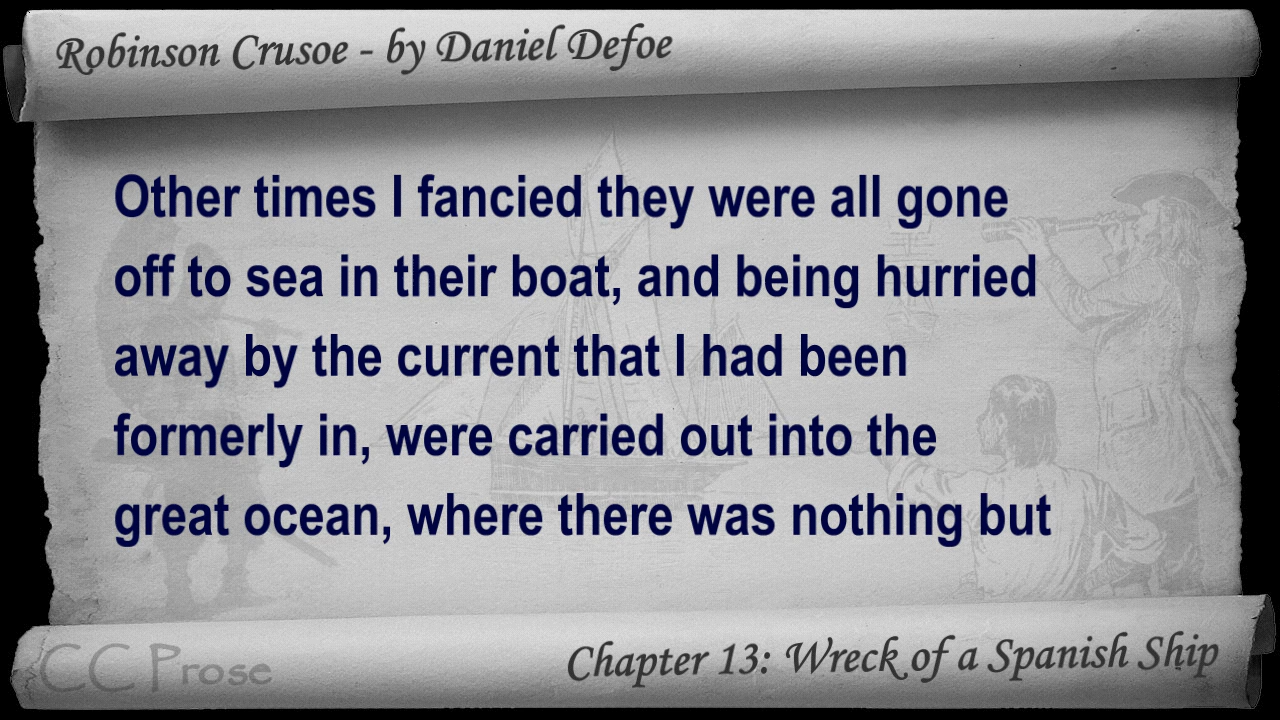 Robinson Crusoe - by Daniel Defoe
Other times I fancied they were all gone
off to sea in their boat, and being hurried
away by the current that I had been
formerly in, were carried out into the
great ocean, where there was nothing but
CC Prose
Chapter 13: Wreck of a Spanish Ship